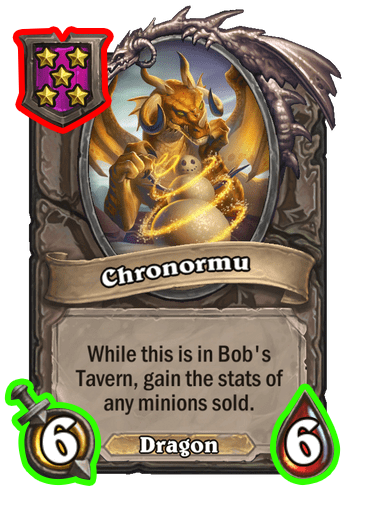 Chronormu
While this is in Bob's
Tavern, gain the stats of
any minions sold.
6
Dragon
6